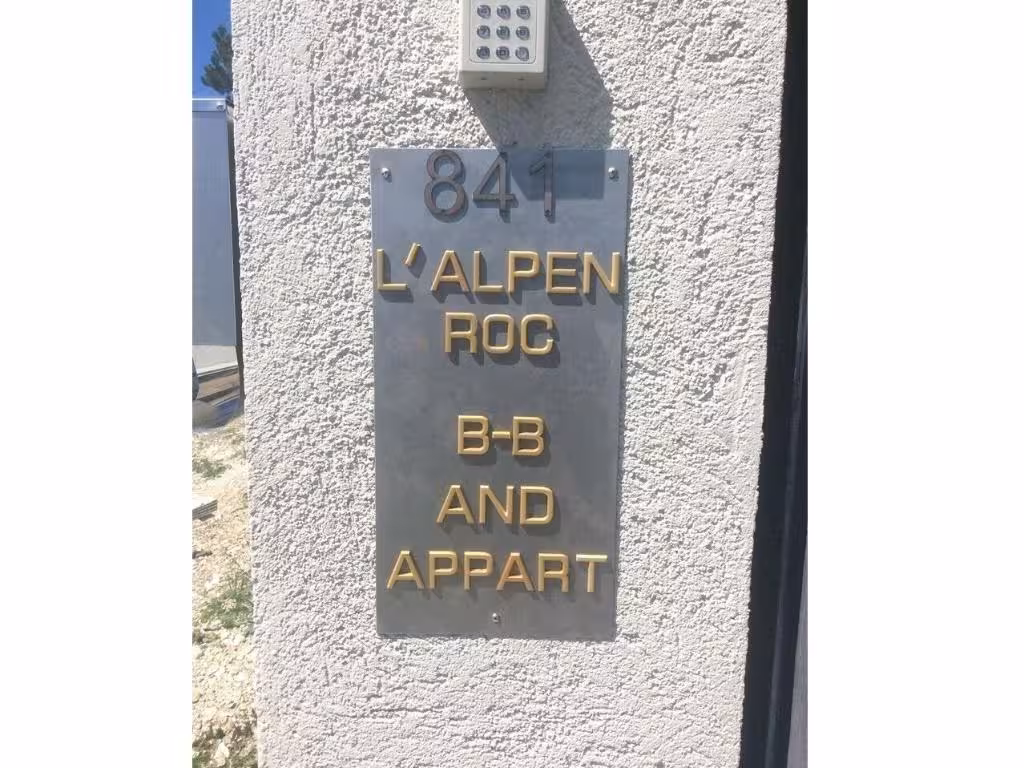 841
L'ALPEN
ROC
B-B
AND
APPART